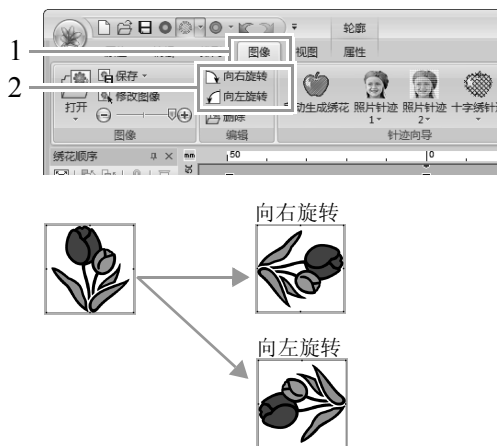 轮廓
1
图像
视图
属性
2
打开
保存
修改图像
向右旋转
向左旋转
删除
动生成绣花
照片针迹
1
照片针迹
2
十字绣针
图像
编辑
针迹向导
绣花顺序
mm
50
0
向右旋转
向左旋转